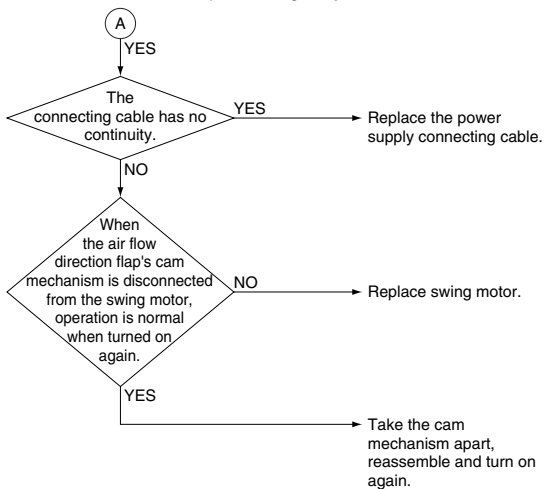 A
YES
The
connecting cable has no
continuity.
YES
Replace the power
supply connecting cable.
NO
When
the air flow
direction flap's cam
mechanism is disconnected
from the swing motor,
operation is normal
when turned on
again.
NO
Replace swing motor.
YES
Take the cam
mechanism apart,
reassemble and turn on
again.